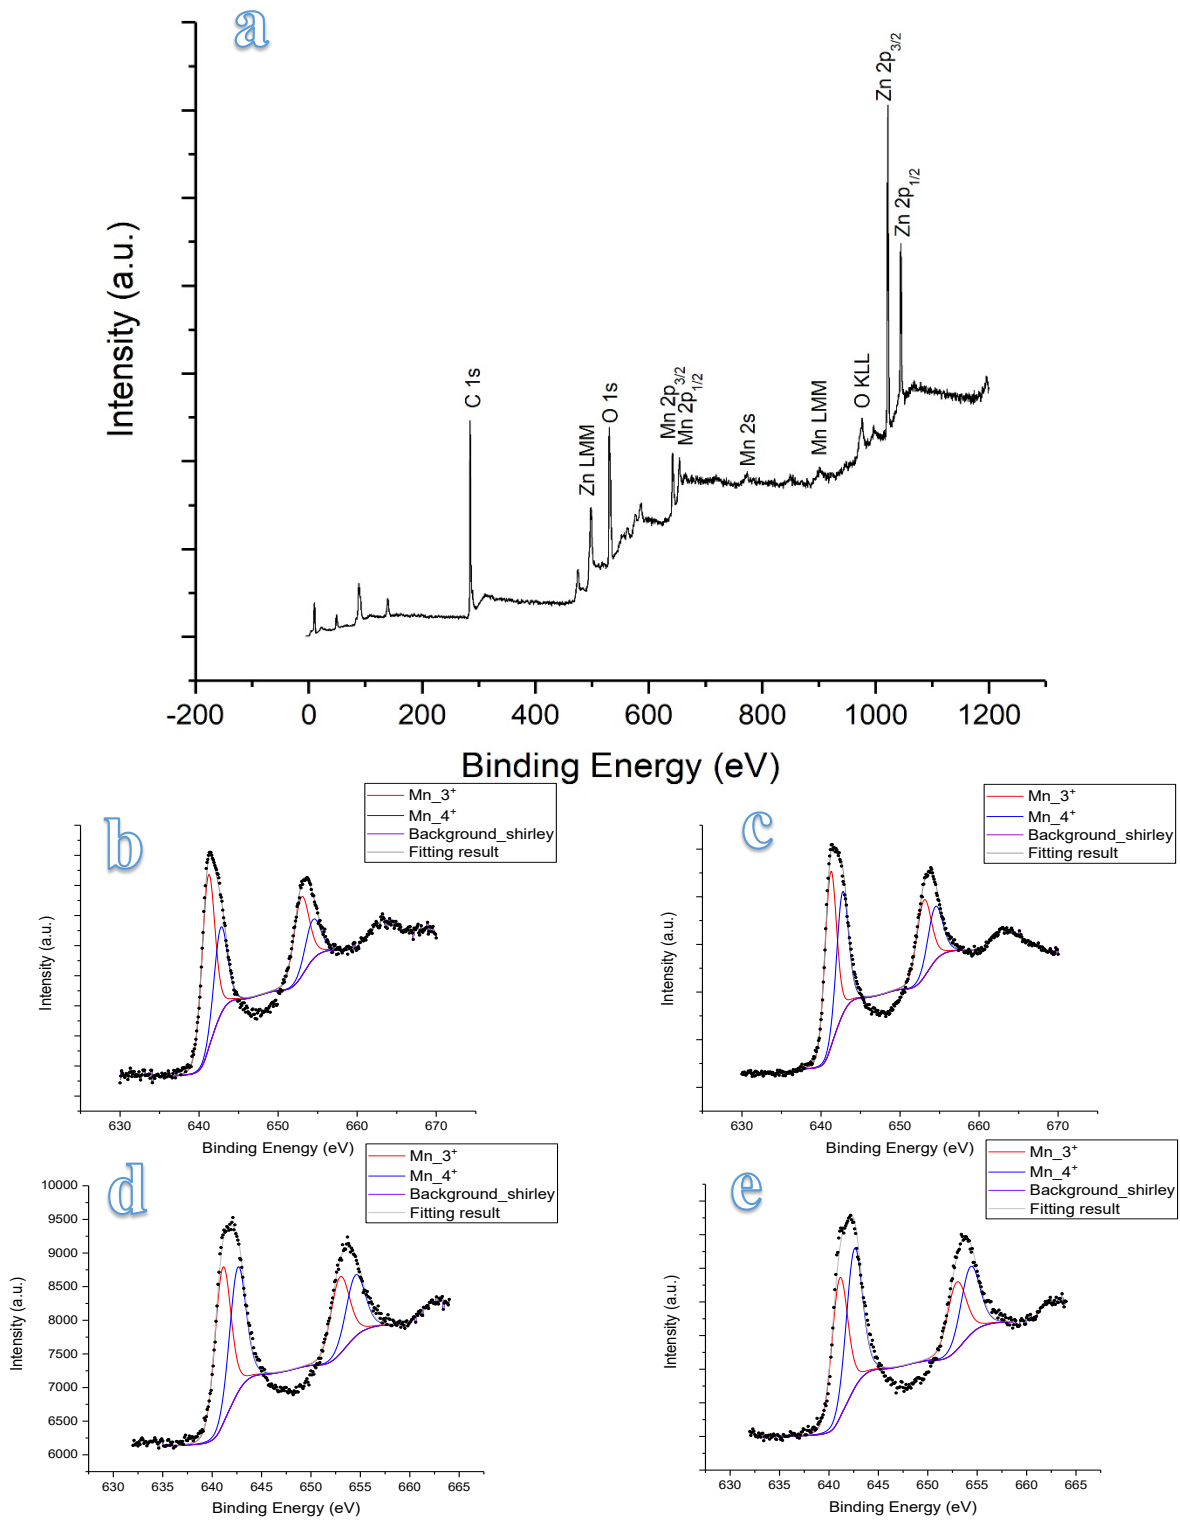 a
Intensity (a.u.)
C 1s
Zn LMM
O 1s
Mn 2p3/2
Mn 2p1/2
Mn 2s
Mn LMM
O KLL
Zn 2p3/2
Zn 2p1/2
-200 0 200 400 600 800 1000 1200
Binding Energy (eV)
b
Mn_3+
Mn_4+
Background_shirley
Fitting result
Intensity (a.u.)
630 640 650 660 670
Binding Energy (eV)
c
Mn_3+
Mn_4+
Background_shirley
Fitting result
Intensity (a.u.)
630 640 650 660 670
Binding Energy (eV)
d
Mn_3+
Mn_4+
Background_shirley
Fitting result
Intensity (a.u.)
10000
9500
9000
8500
8000
7500
7000
6500
6000
630 635 640 645 650 655 660 665
Binding Energy (eV)
e
Mn_3+
Mn_4+
Background_shirley
Fitting result
Intensity (a.u.)
630 635 640 645 650 655 660 665
Binding Energy (eV)